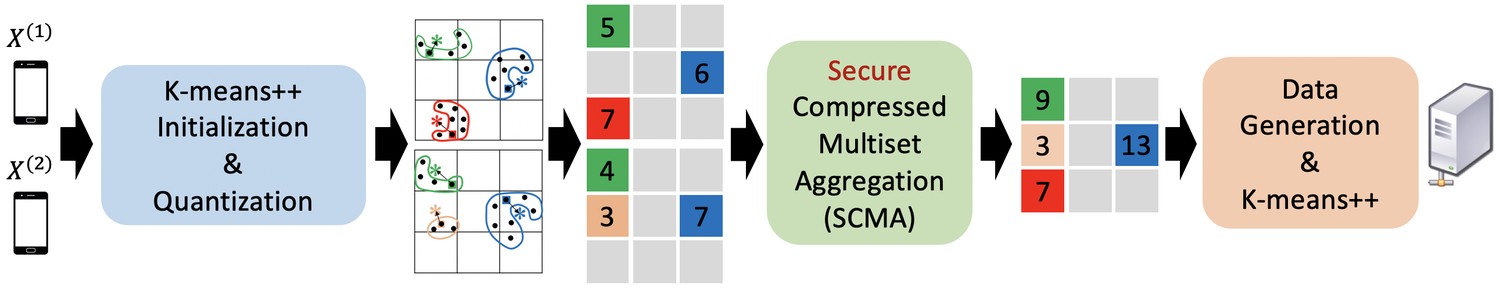 X^(1)
X^(2)
K-means++
Initialization
&
Quantization
5
6
7
4
3 7
Secure
Compressed
Multiset
Aggregation
(SCMA)
9
3 13
7
Data
Generation
&
K-means++